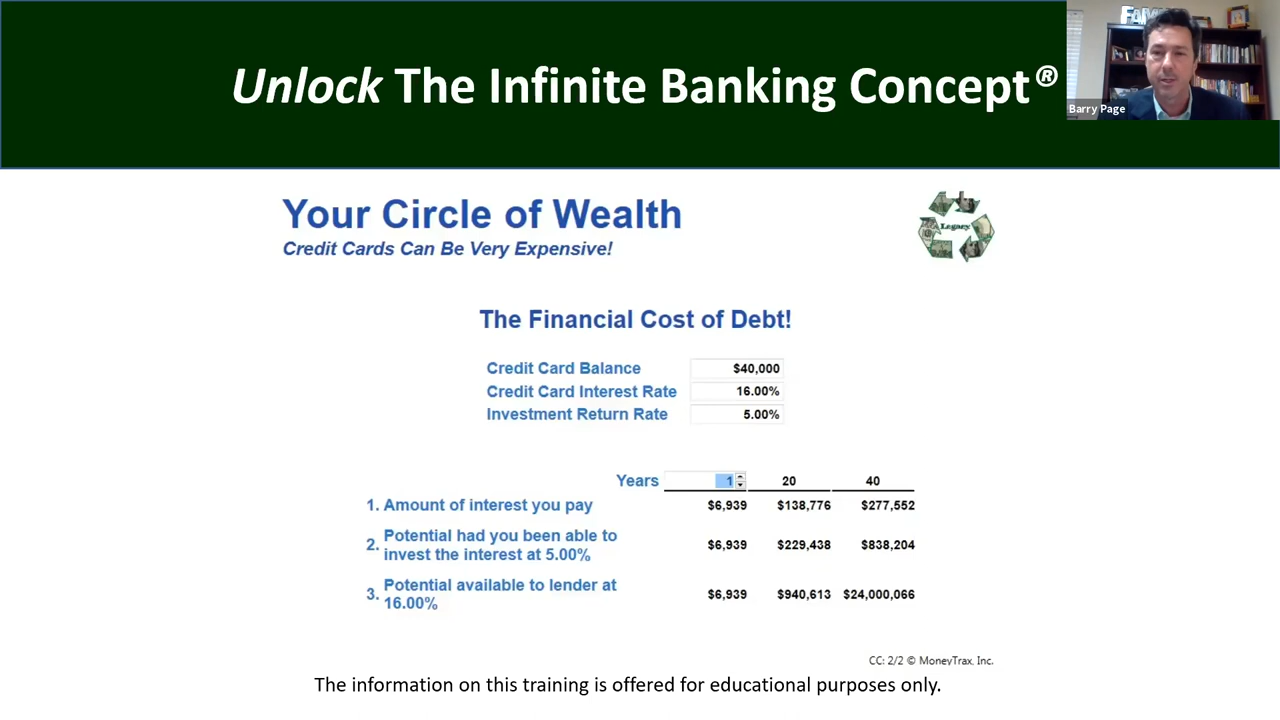 Unlock The Infinite Banking Concept®
FAMILY
Barry Page
Your Circle of Wealth
Credit Cards Can Be Very Expensive!
Legacy
The Financial Cost of Debt!
Credit Card Balance $40,000
Credit Card Interest Rate 16.00%
Investment Return Rate 5.00%
Years 1 20 40
1. Amount of interest you pay $6,939 $138,776 $277,552
2. Potential had you been able to
invest the interest at 5.00% $6,939 $229,438 $838,204
3. Potential available to lender at
16.00% $6,939 $940,613 $24,000,066
CC: 2/2 © MoneyTrax, Inc.
The information on this training is offered for educational purposes only.